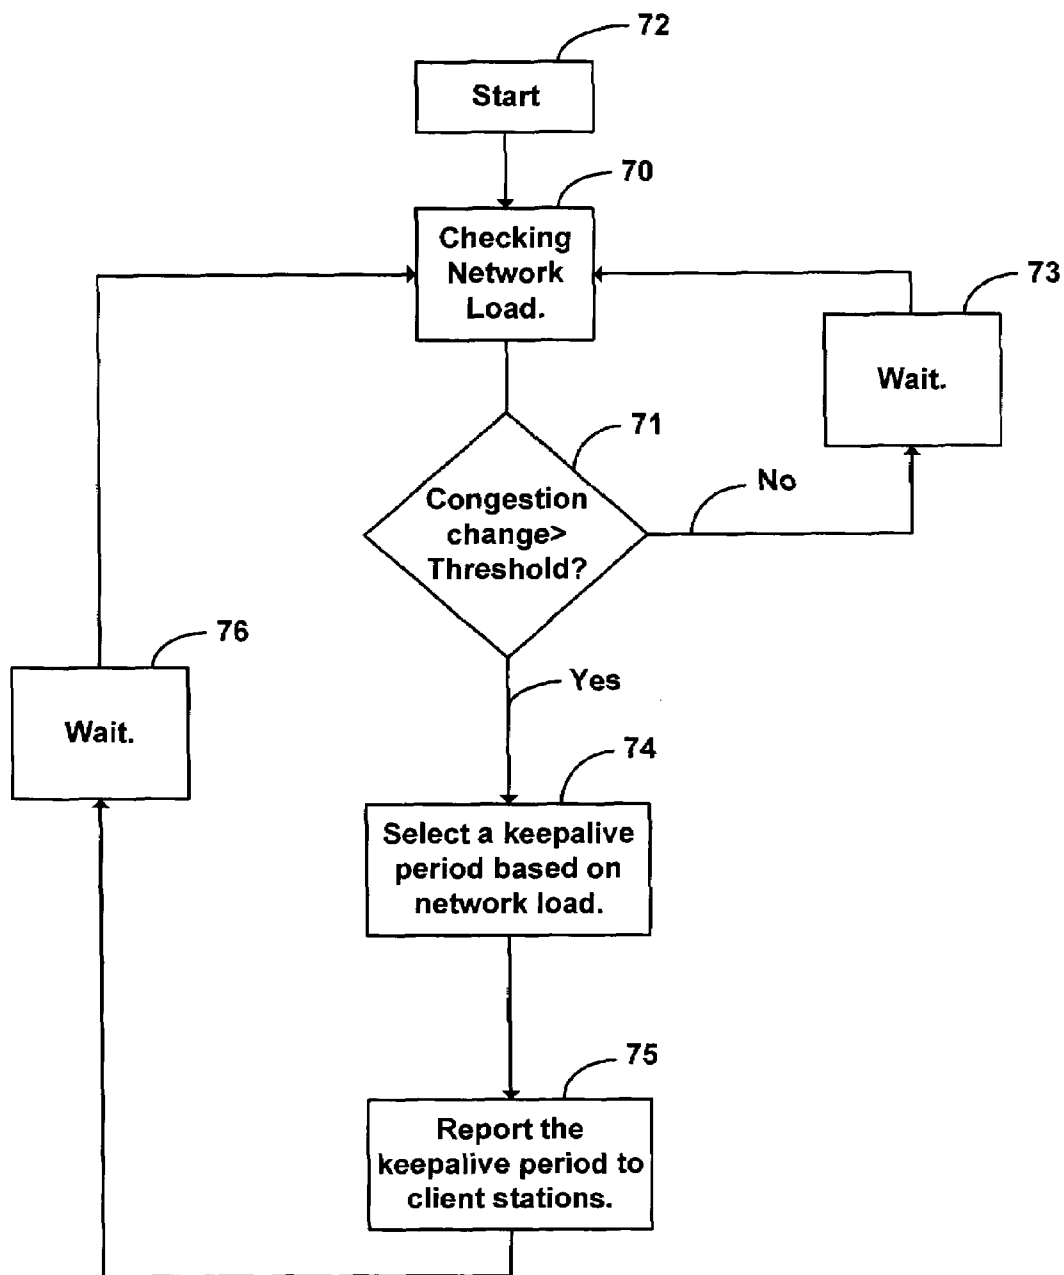 72
Start
70
Checking
Network
Load.
73
Wait.
71
Congestion
change>
Threshold?
No
76
Wait.
Yes
74
Select a keepalive
period based on
network load.
75
Report the
keepalive period to
client stations.